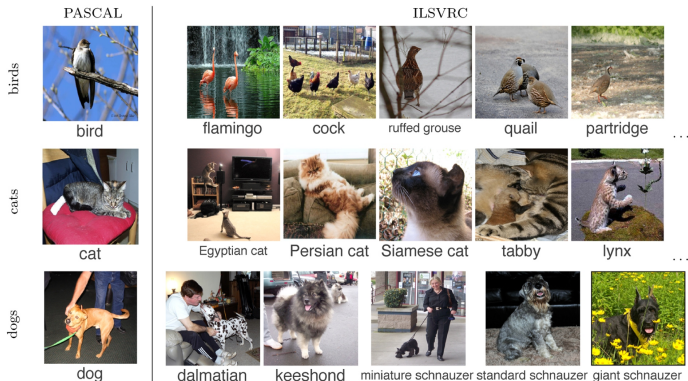 PASCAL
ILSVRC
birds
bird
flamingo
cock
ruffed grouse
quail
partridge
...
cats
cat
Egyptian cat
Persian cat
Siamese cat
tabby
lynx
...
dogs
dog
dalmatian
keeshond
miniature schnauzer
standard schnauzer
giant schnauzer